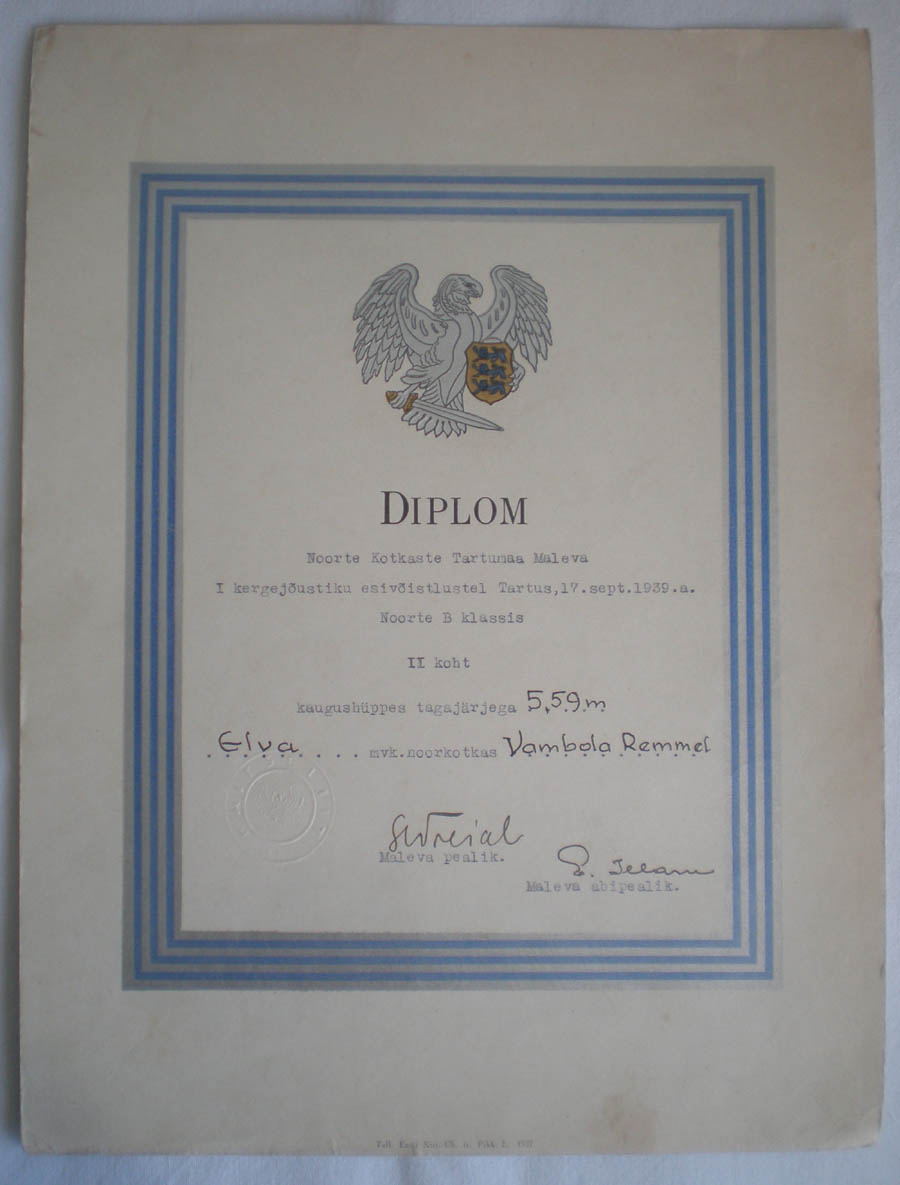 DIPLOM
Noorte Kotkaste Tartumaa Maleva
I kergejõustiku esivõistlustel Tartus,17.sept.1939.a.
Noorte B klassis
II koht
kaugushüppes tagajärjega 5,59m
Elva.... mvk.noorkotkas Vambola Remmel
Maleva pealik.
Maleva abipealik.